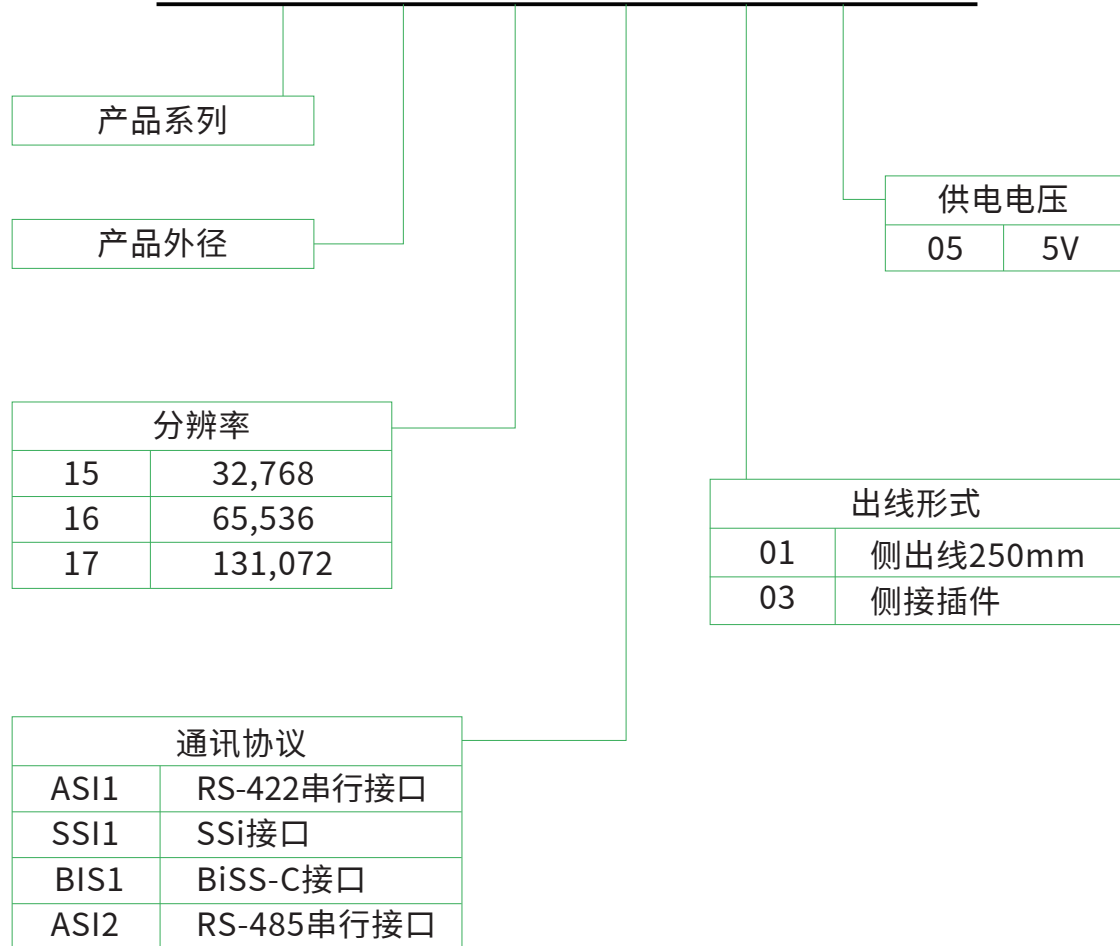 产品系列
产品外径
供电电压
05 5V
分辨率
15 32,768
16 65,536
17 131,072
出线形式
01 侧出线250mm
03 侧接插件
通讯协议
ASI1 RS-422串行接口
SSI1 SSi接口
BIS1 BiSS-C接口
ASI2 RS-485串行接口